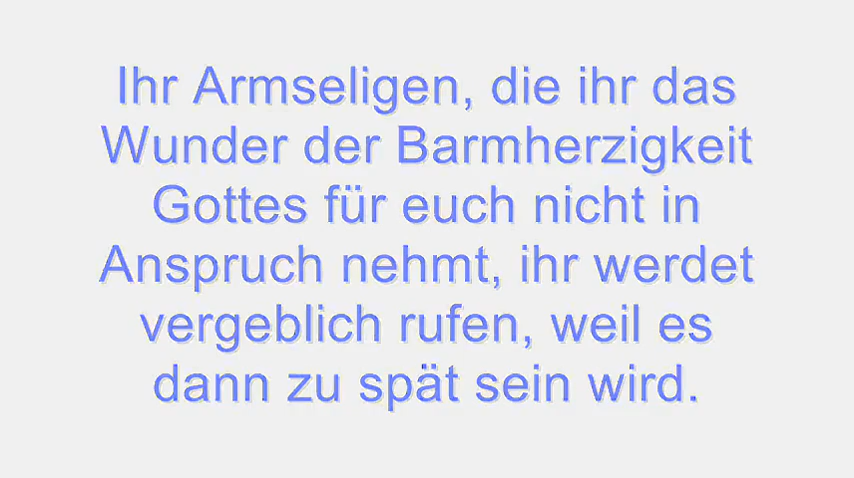 Ihr Armseligen, die ihr das
Wunder der Barmherzigkeit
Gottes für euch nicht in
Anspruch nehmt, ihr werdet
vergeblich rufen, weil es
dann zu spät sein wird.